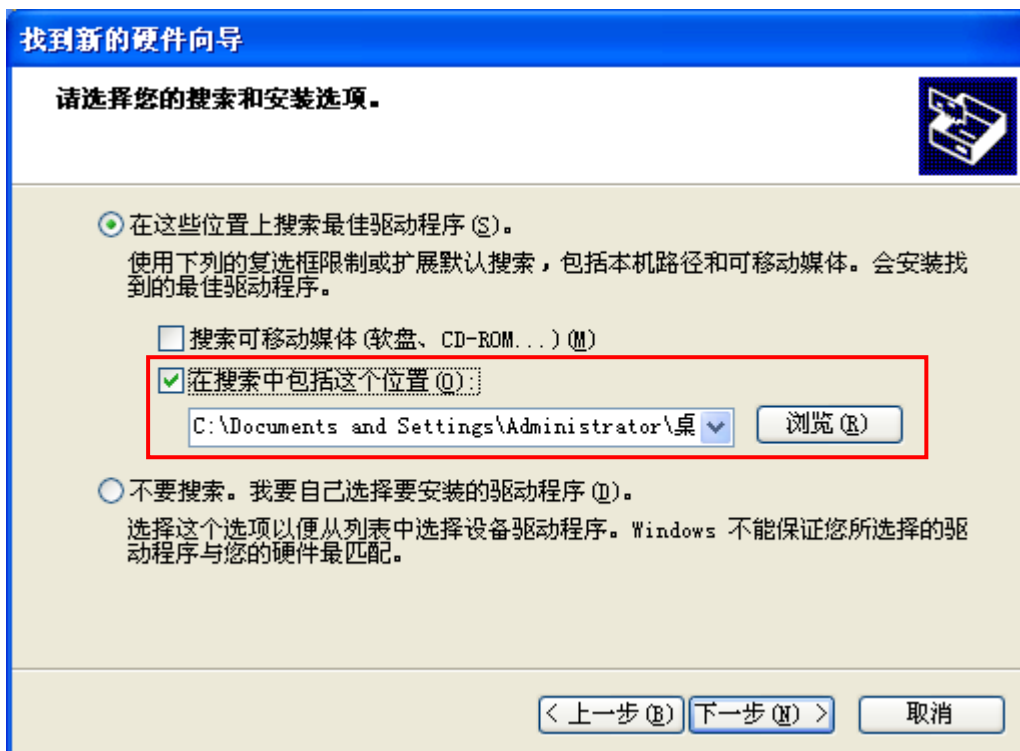 找到新的硬件向导
请选择您的搜索和安装选项。
在这些位置上搜索最佳驱动程序(S)。
使用下列的复选框限制或扩展默认搜索，包括本机路径和可移动媒体。会安装找
到的最佳驱动程序。
搜索可移动媒体(软盘、CD-ROM...)(M)
在搜索中包括这个位置(O):
C:\Documents and Settings\Administrator\桌
浏览(R)
不要搜索。我要自己选择要安装的驱动程序(D)。
选择这个选项以便从列表中选择设备驱动程序。Windows 不能保证您所选择的驱
动程序与您的硬件最匹配。
< 上一步(B) 下一步(N) > 取消